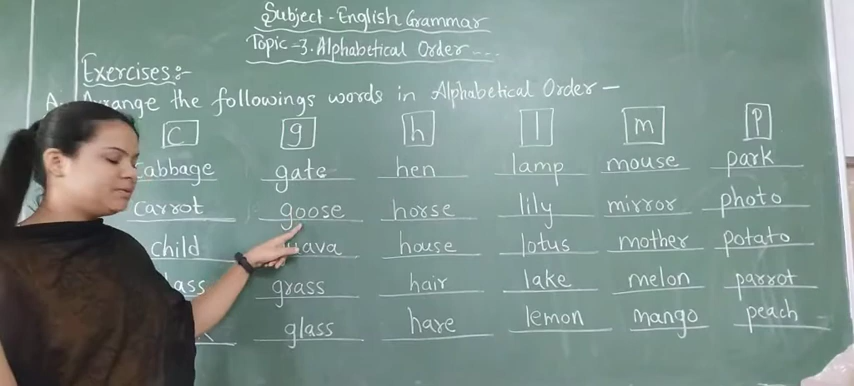 Subject - English Grammar
Topic - 3. Alphabetical Order ---
Exercises :-
the followings words in Alphabetical Order -
c g h l m p
Cabbage gate hen lamp mouse park
carrot goose horse lily mirror photo
child house lotus mother potato
grass hair lake melon parrot
glass hare lemon mango peach